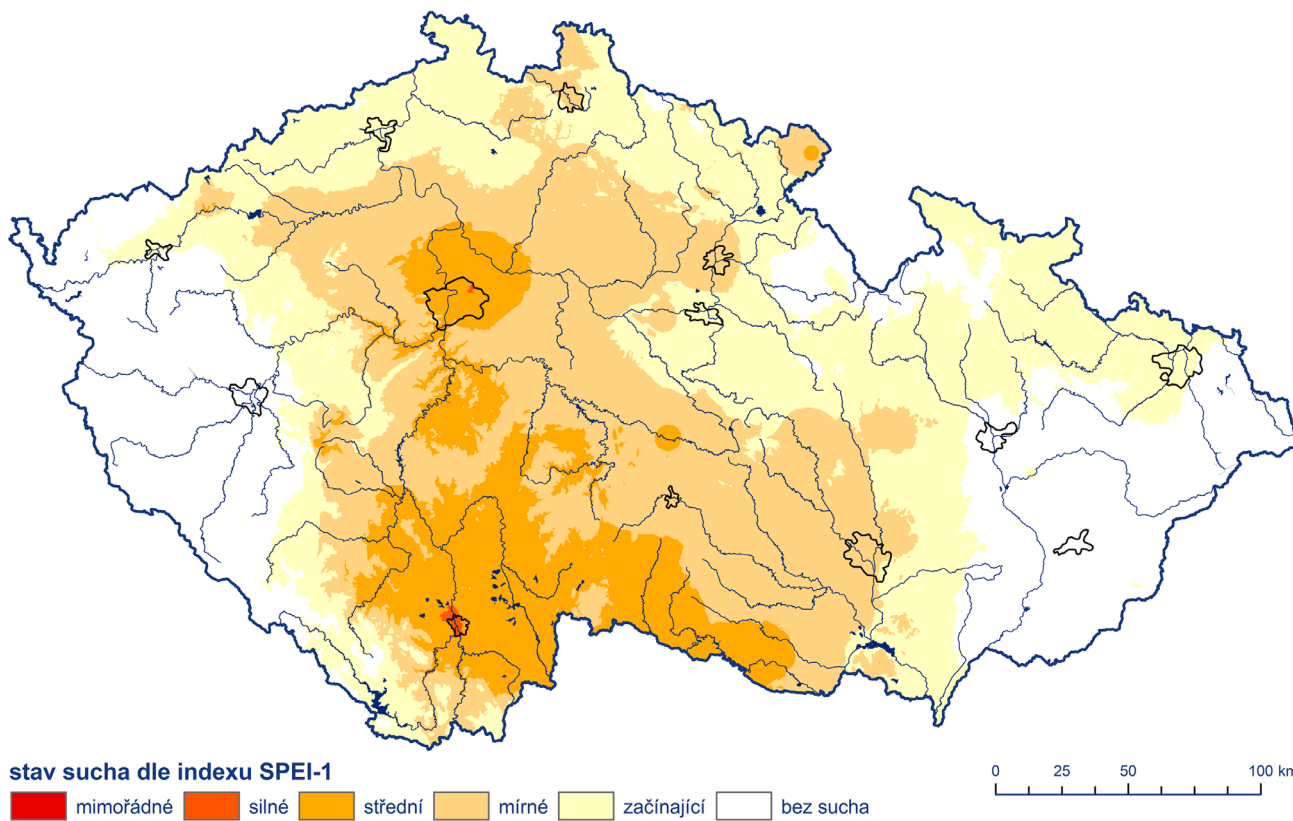 stav sucha dle indexu SPEI-1
0 25 50 100 km
mimořádné silné střední mírné začínající bez sucha